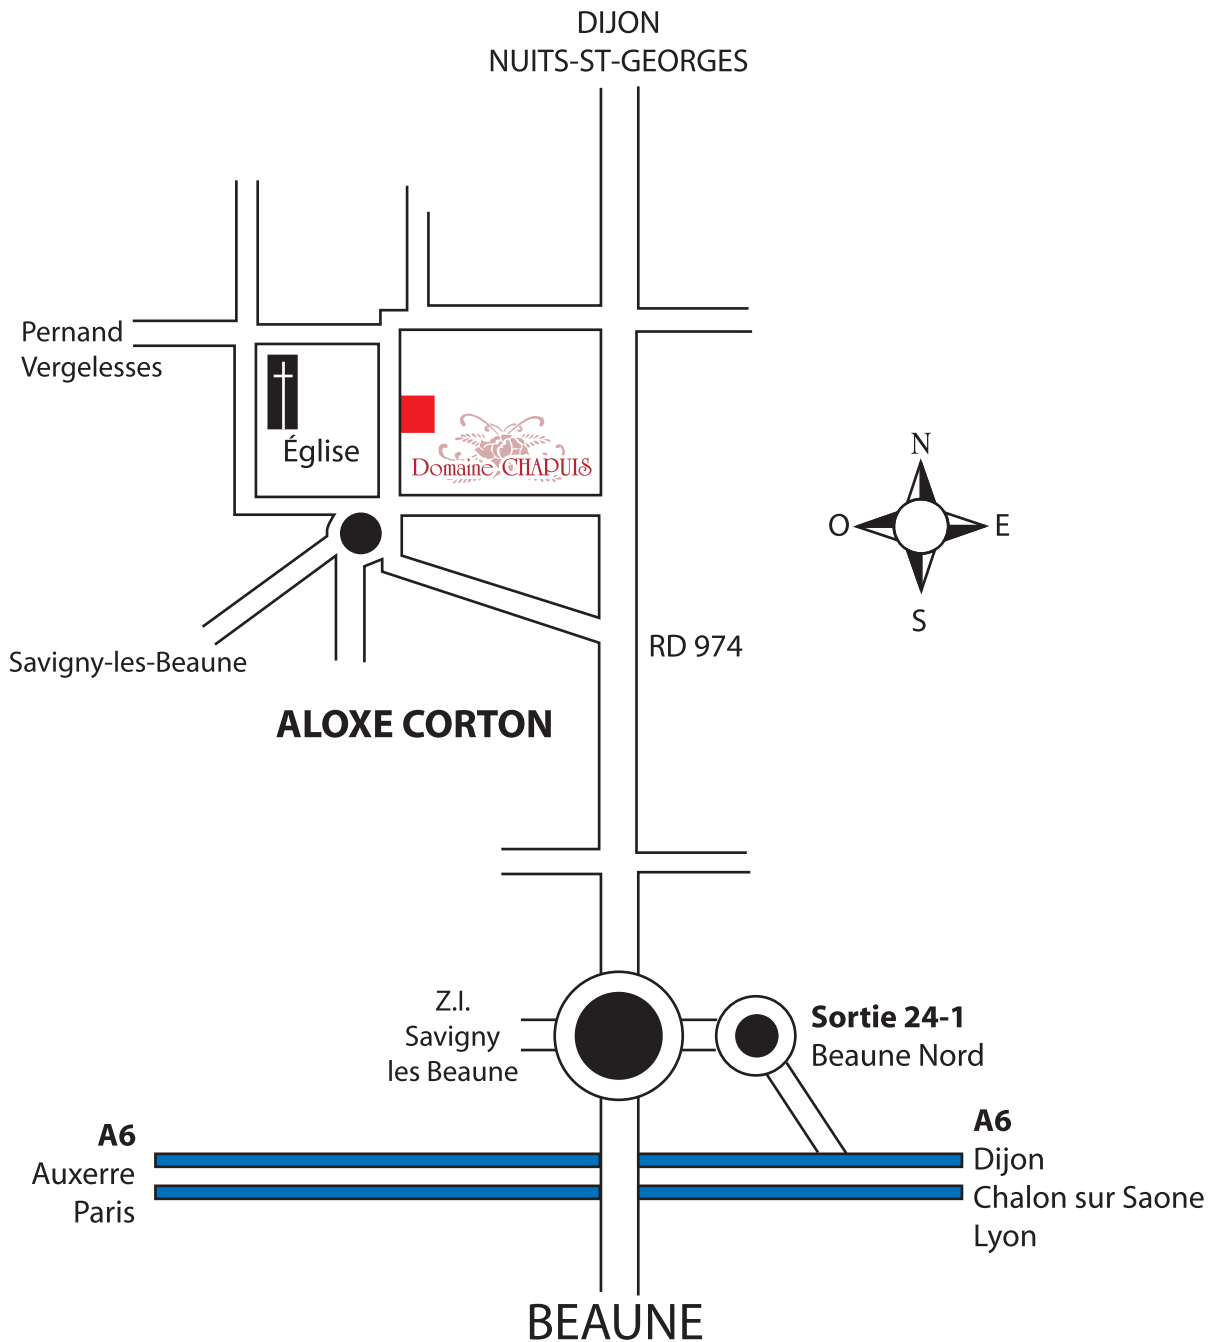 DIJON
NUITS-ST-GEORGES
Pernand
Vergelesses
Église
Domaine CHAPUIS
N
O
E
S
RD 974
Savigny-les-Beaune
ALOXE CORTON
Z.I.
Savigny
les Beaune
Sortie 24-1
Beaune Nord
A6
Auxerre
Paris
A6
Dijon
Chalon sur Saone
Lyon
BEAUNE